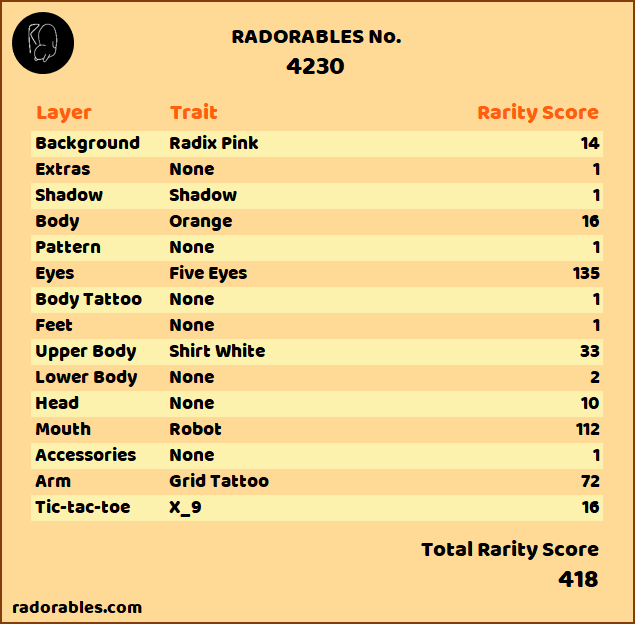 RADORABLES No.
4230
Layer Trait Rarity Score
Background Radix Pink 14
Extras None 1
Shadow Shadow 1
Body Orange 16
Pattern None 1
Eyes Five Eyes 135
Body Tattoo None 1
Feet None 1
Upper Body Shirt White 33
Lower Body None 2
Head None 10
Mouth Robot 112
Accessories None 1
Arm Grid Tattoo 72
Tic-tac-toe X_9 16
Total Rarity Score
418
radorables.com